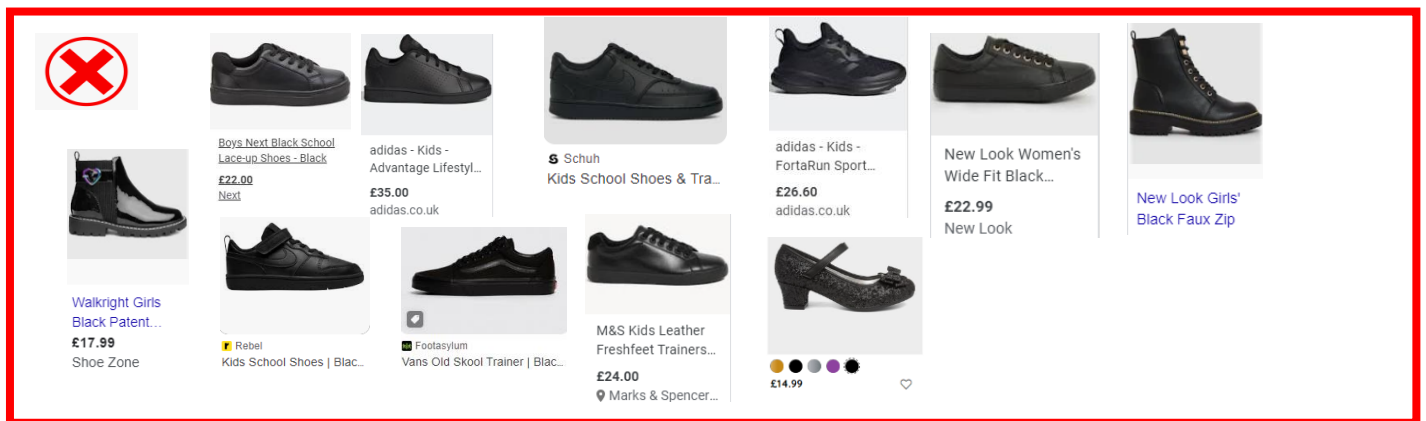 Walkright Girls
Black Patent...
£17.99
Shoe Zone
Boys Next Black School
Lace-up Shoes - Black
£22.00
Next
adidas - Kids -
Advantage Lifestyl...
£35.00
adidas.co.uk
Schuh
Kids School Shoes & Tra...
adidas - Kids -
FortaRun Sport...
£26.60
adidas.co.uk
New Look Women's
Wide Fit Black...
£22.99
New Look
New Look Girls'
Black Faux Zip
Rebel
Kids School Shoes | Blac...
Footasylum
Vans Old Skool Trainer | Blac...
M&S Kids Leather
Freshfeet Trainers...
£24.00
Marks & Spencer...
£14.99